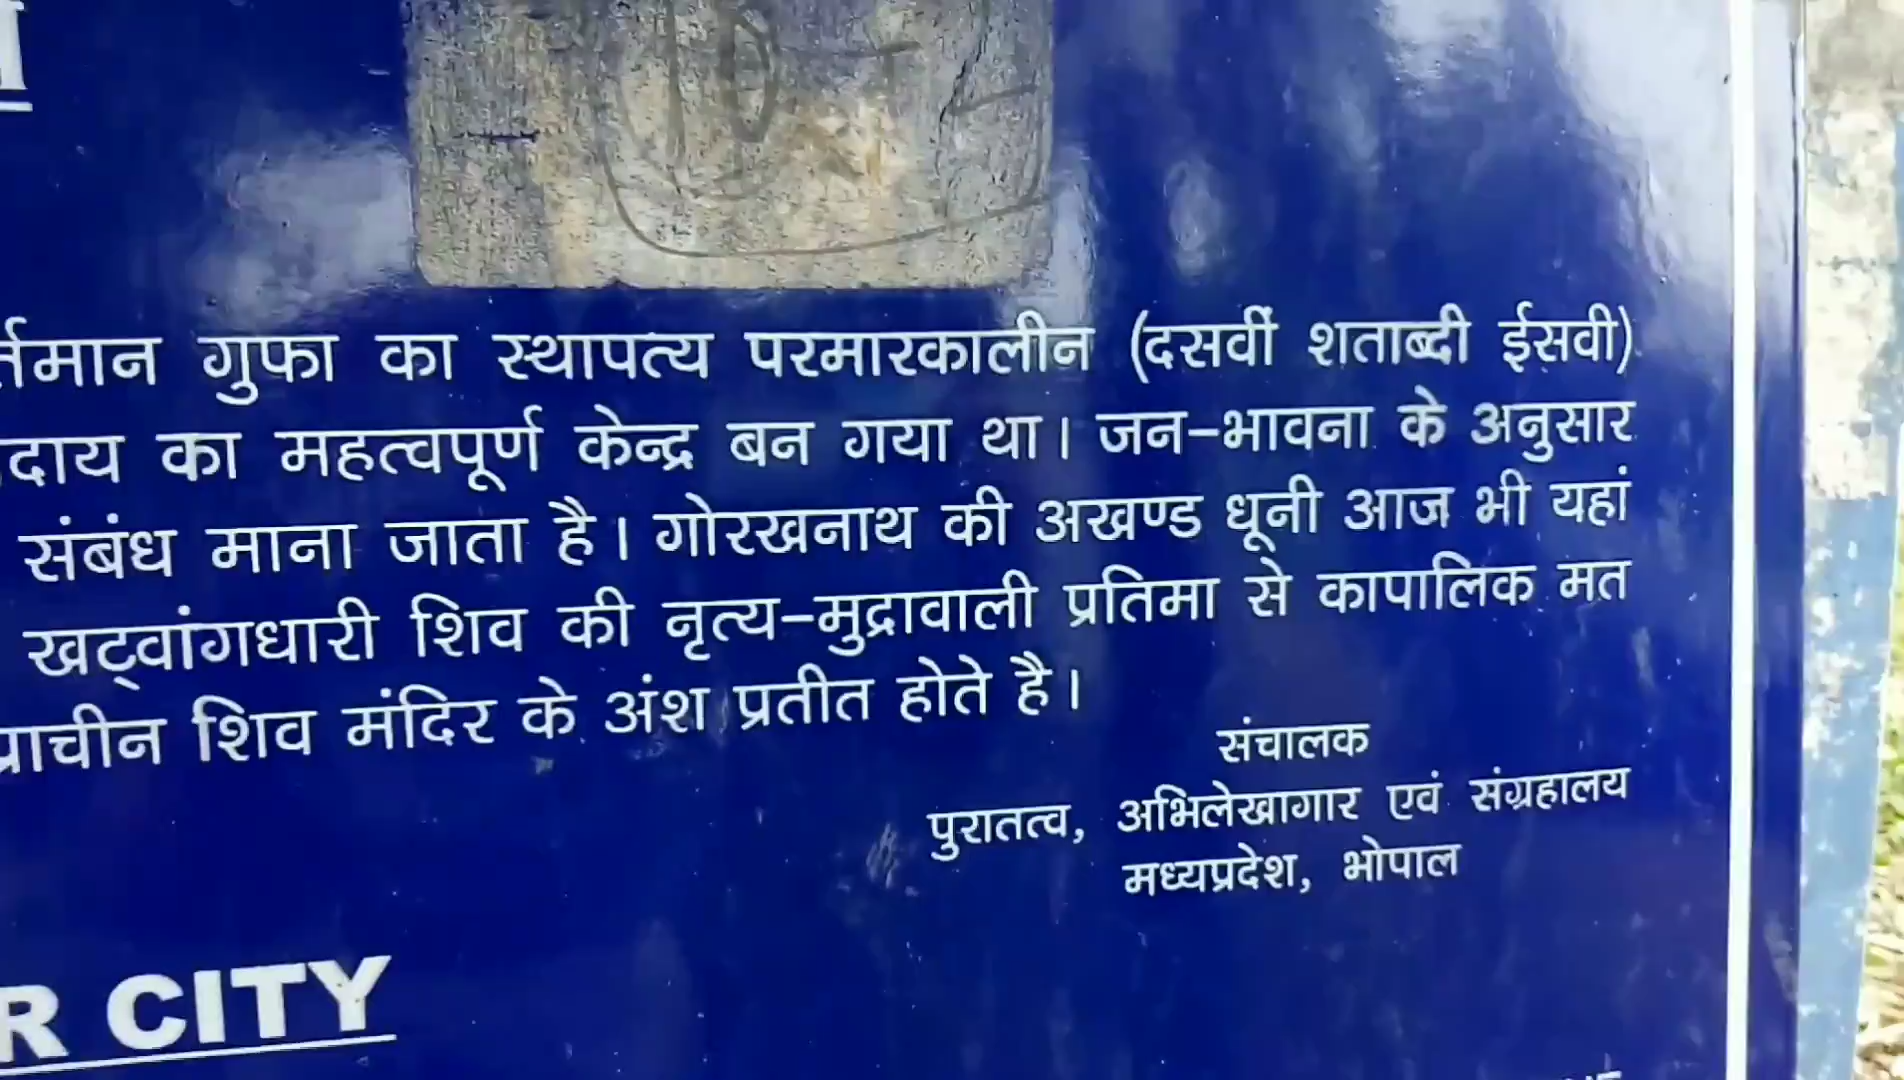 र्तमान गुफा का स्थापत्य परमारकालीन (दसवीं शताब्दी ईसवी)
दाय का महत्वपूर्ण केन्द्र बन गया था। जन-भावना के अनुसार
संबंध माना जाता है। गोरखनाथ की अखण्ड धूनी आज भी यहां
खट्वांगधारी शिव की नृत्य-मुद्रावाली प्रतिमा से कापालिक मत
प्राचीन शिव मंदिर के अंश प्रतीत होते है।
संचालक
पुरातत्व, अभिलेखागार एवं संग्रहालय
मध्यप्रदेश, भोपाल
R CITY